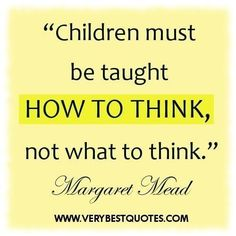 “Children must
be taught
HOW TO THINK,
not what to think.”
Margaret Mead
WWW.VERYBESTQUOTES.COM